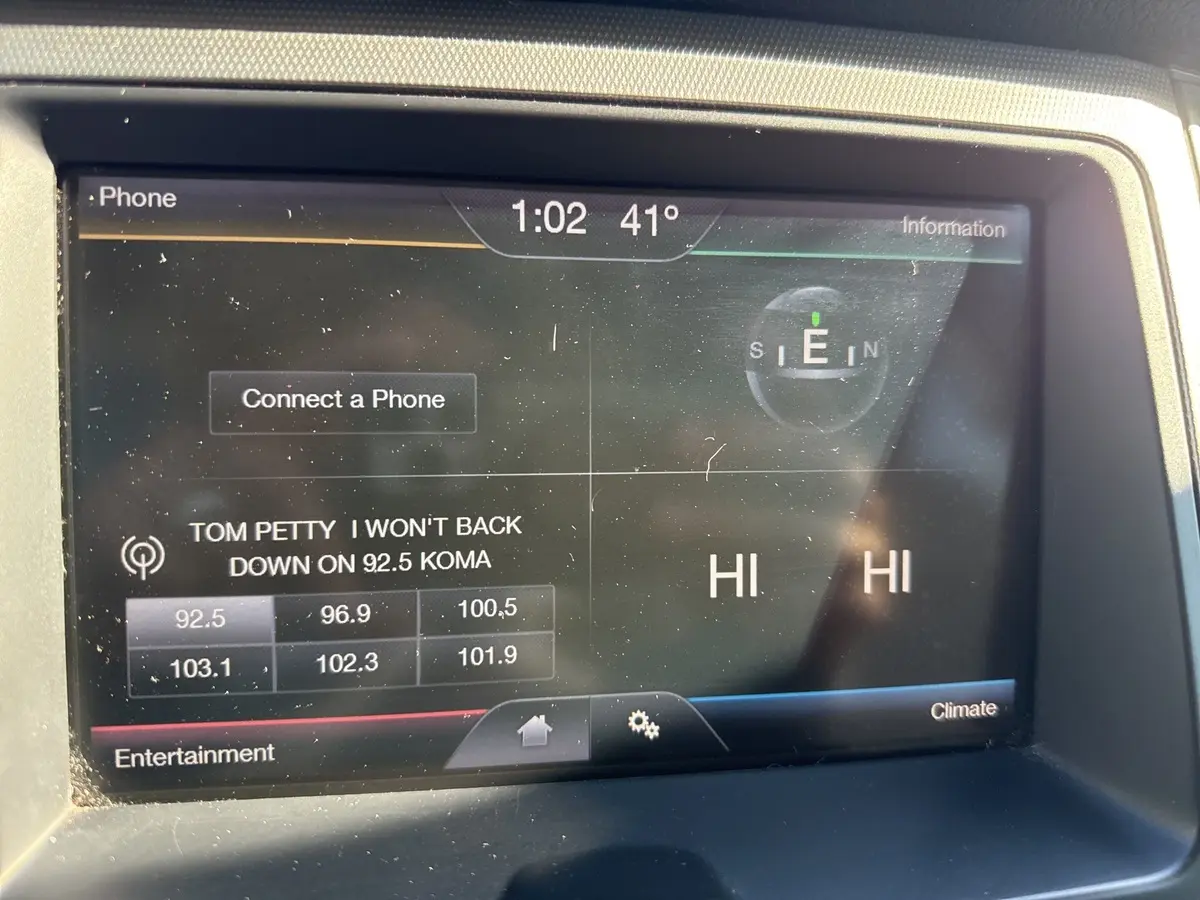 Phone
1:02 41°
Information
S E N
Connect a Phone
TOM PETTY I WON'T BACK
DOWN ON 92.5 KOMA
92.5 96.9 100.5
103.1 102.3 101.9
HI HI
Entertainment
Climate